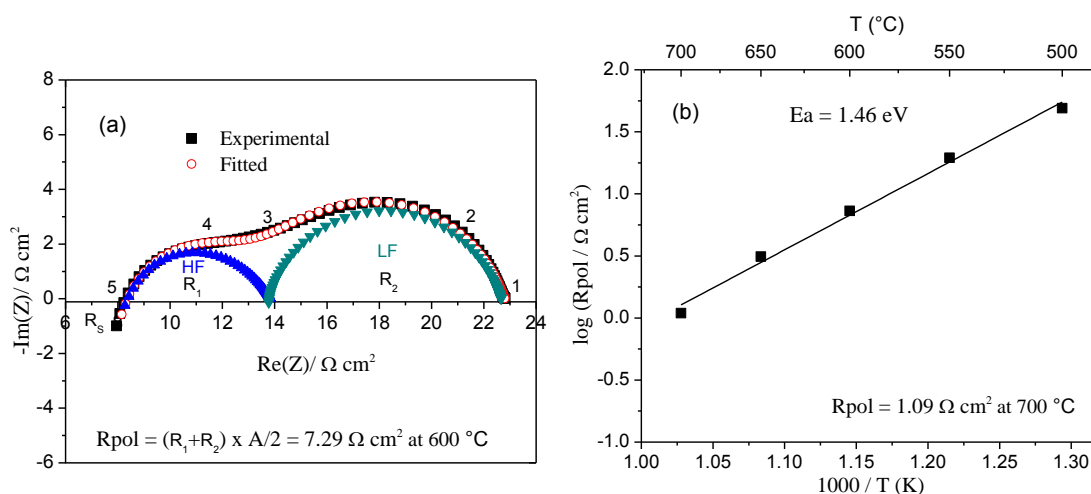 (a)
Experimental
Fitted
8
6
4
2
0
-2
-4
-6
-Im(Z)/ Ω cm²
5
4
3
2
1
HF
R₁
LF
R₂
Rₛ
6 8 10 12 14 16 18 20 22 24
Re(Z)/ Ω cm²
Rpol = (R₁+R₂) x A/2 = 7.29 Ω cm² at 600 °C
T (°C)
700 650 600 550 500
(b)
Ea = 1.46 eV
2.0
1.5
1.0
0.5
0.0
-0.5
-1.0
log (Rpol / Ω cm²)
Rpol = 1.09 Ω cm² at 700 °C
1.00 1.05 1.10 1.15 1.20 1.25 1.30
1000 / T (K)